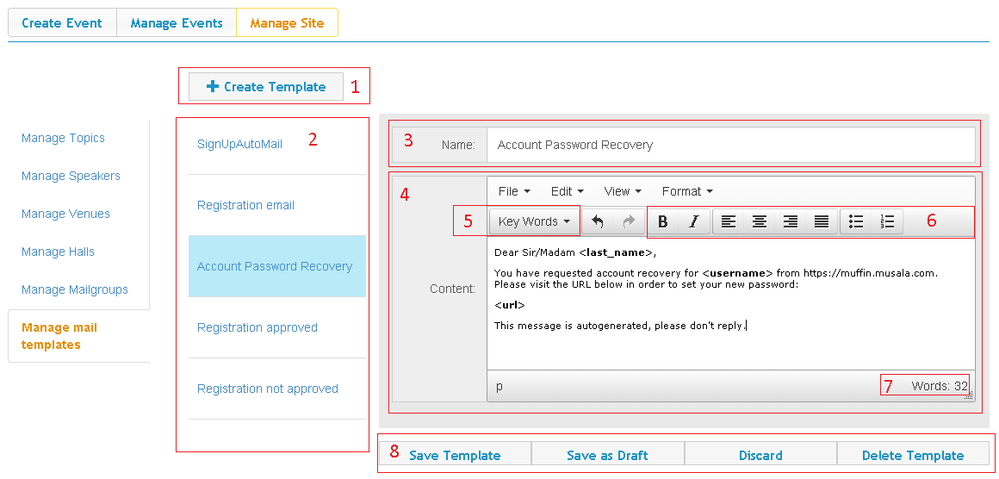 Create Event
Manage Events
Manage Site
Create Template
1
Manage Topics
Manage Speakers
Manage Venues
Manage Halls
Manage Mailgroups
Manage mail
templates
SignUpAutoMail
2
Registration email
Account Password Recovery
Registration approved
Registration not approved
3
Name:
Account Password Recovery
4
Content:
File
Edit
View
Format
5
Key Words
B
I
6
Dear Sir/Madam <last_name>,
You have requested account recovery for <username> from https://muffin.musala.com.
Please visit the URL below in order to set your new password:
<url>
This message is autogenerated, please don't reply.
p
7
Words: 32
8
Save Template
Save as Draft
Discard
Delete Template